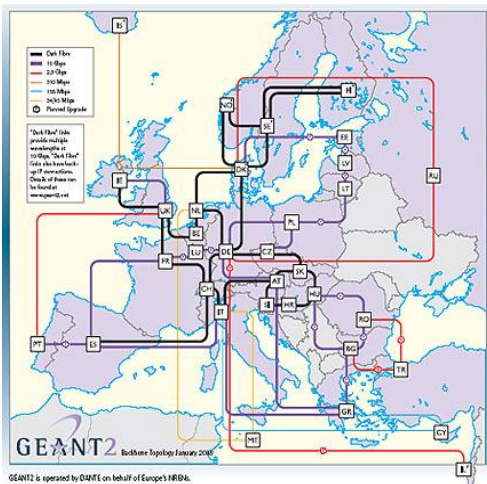 IS
Dark Fibre
10 Gbps
2.5 Gbps
310 Mbps
155 Mbps
34/45 Mbps
Planned Upgrade
"Dark Fibre" links
provide multiple
wavelengths at
10 Gbps. "Dark Fibre"
links also have back-
up IP connections.
Details of these can
be found at
www.geant2.net
NO
SE
FI
EE
LV
LT
RU
DK
IE
UK
NL
BE
LU
DE
PL
CZ
FR
SK
CH
AT
HU
IT
SI
HR
RO
PT
ES
BG
TR
GR
MT
CY
IL
GEANT2
Backbone Topology January 200
GEANT2 is operated by DANTE on behalf of Europe's NRENs.